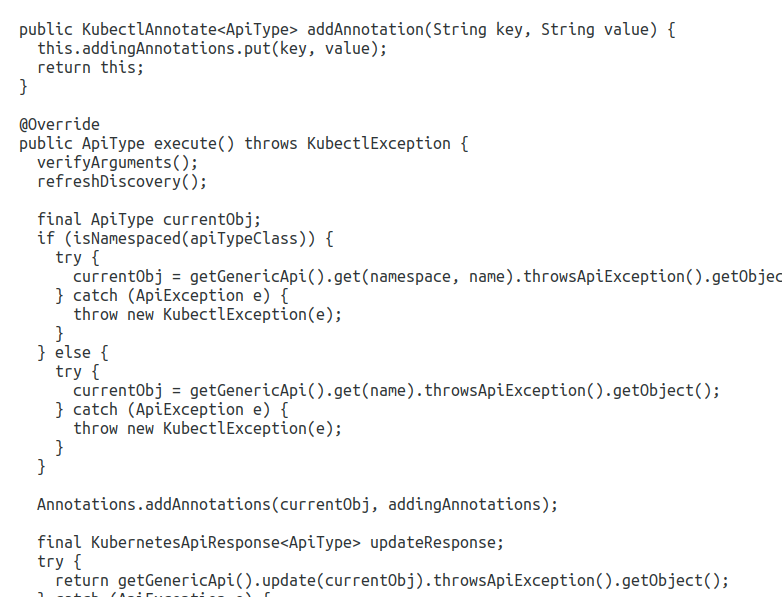 public KubectlAnnotate<ApiType> addAnnotation(String key, String value) {
  this.addingAnnotations.put(key, value);
  return this;
}

@Override
public ApiType execute() throws KubectlException {
  verifyArguments();
  refreshDiscovery();

  final ApiType currentObj;
  if (isNamespaced(apiTypeClass)) {
    try {
      currentObj = getGenericApi().get(namespace, name).throwsApiException().getObjec
    } catch (ApiException e) {
      throw new KubectlException(e);
    }
  } else {
    try {
      currentObj = getGenericApi().get(name).throwsApiException().getObject();
    } catch (ApiException e) {
      throw new KubectlException(e);
    }
  }

  Annotations.addAnnotations(currentObj, addingAnnotations);

  final KubernetesApiResponse<ApiType> updateResponse;
  try {
    return getGenericApi().update(currentObj).throwsApiException().getObject();
  } catch (ApiException e) {